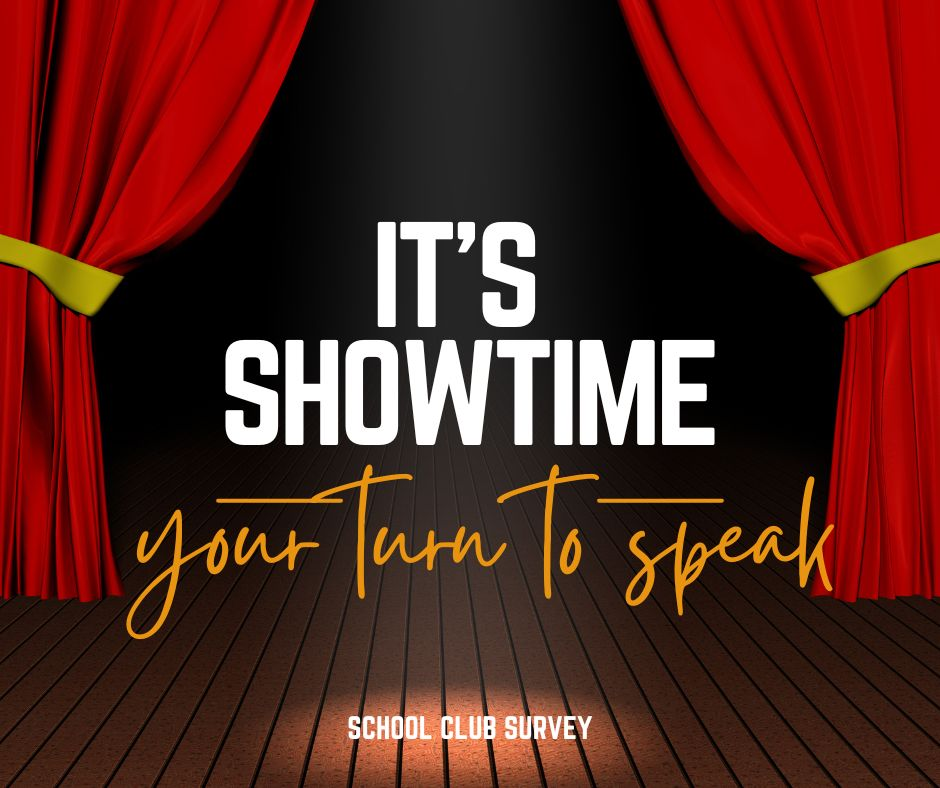 IT'S
SHOWTIME
your turn to speak
SCHOOL CLUB SURVEY